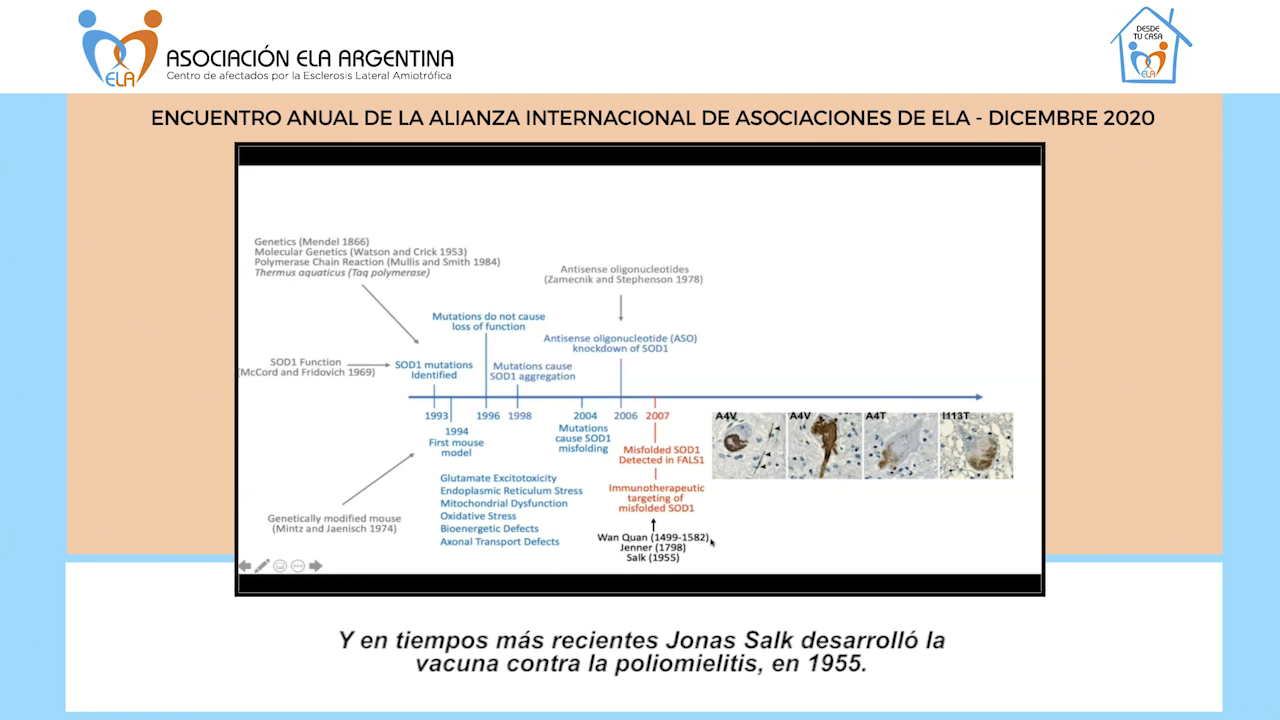 ELA
ASOCIACIÓN ELA ARGENTINA
Centro de afectados por la Esclerosis Lateral Amiotrófica
DESDE
TU CASA
ELA
ENCUENTRO ANUAL DE LA ALIANZA INTERNACIONAL DE ASOCIACIONES DE ELA - DICEMBRE 2020
Genetics (Mendel 1866)
Molecular Genetics (Watson and Crick 1953)
Polymerase Chain Reaction (Mullis and Smith 1984)
Thermus aquaticus (Taq polymerase)
Antisense oligonucleotides
(Zamecnik and Stephenson 1978)
Mutations do not cause
loss of function
Antisense oligonucleotide (ASO)
knockdown of SOD1
SOD1 Function
(McCord and Fridovich 1969)
SOD1 mutations
Identified
Mutations cause
SOD1 aggregation
1993
1996
1998
2004
2006
2007
1994
First mouse
model
Mutations
cause SOD1
misfolding
Misfolded SOD1
Detected in FALS1
A4V
A4V
A4T
I113T
Glutamate Excitotoxicity
Endoplasmic Reticulum Stress
Mitochondrial Dysfunction
Oxidative Stress
Bioenergetic Defects
Axonal Transport Defects
Immunotherapeutic
targeting of
misfolded SOD1
Genetically modified mouse
(Mintz and Jaenisch 1974)
Wan Quan (1499-1582)
Jenner (1798)
Salk (1955)
Y en tiempos más recientes Jonas Salk desarrolló la
vacuna contra la poliomielitis, en 1955.